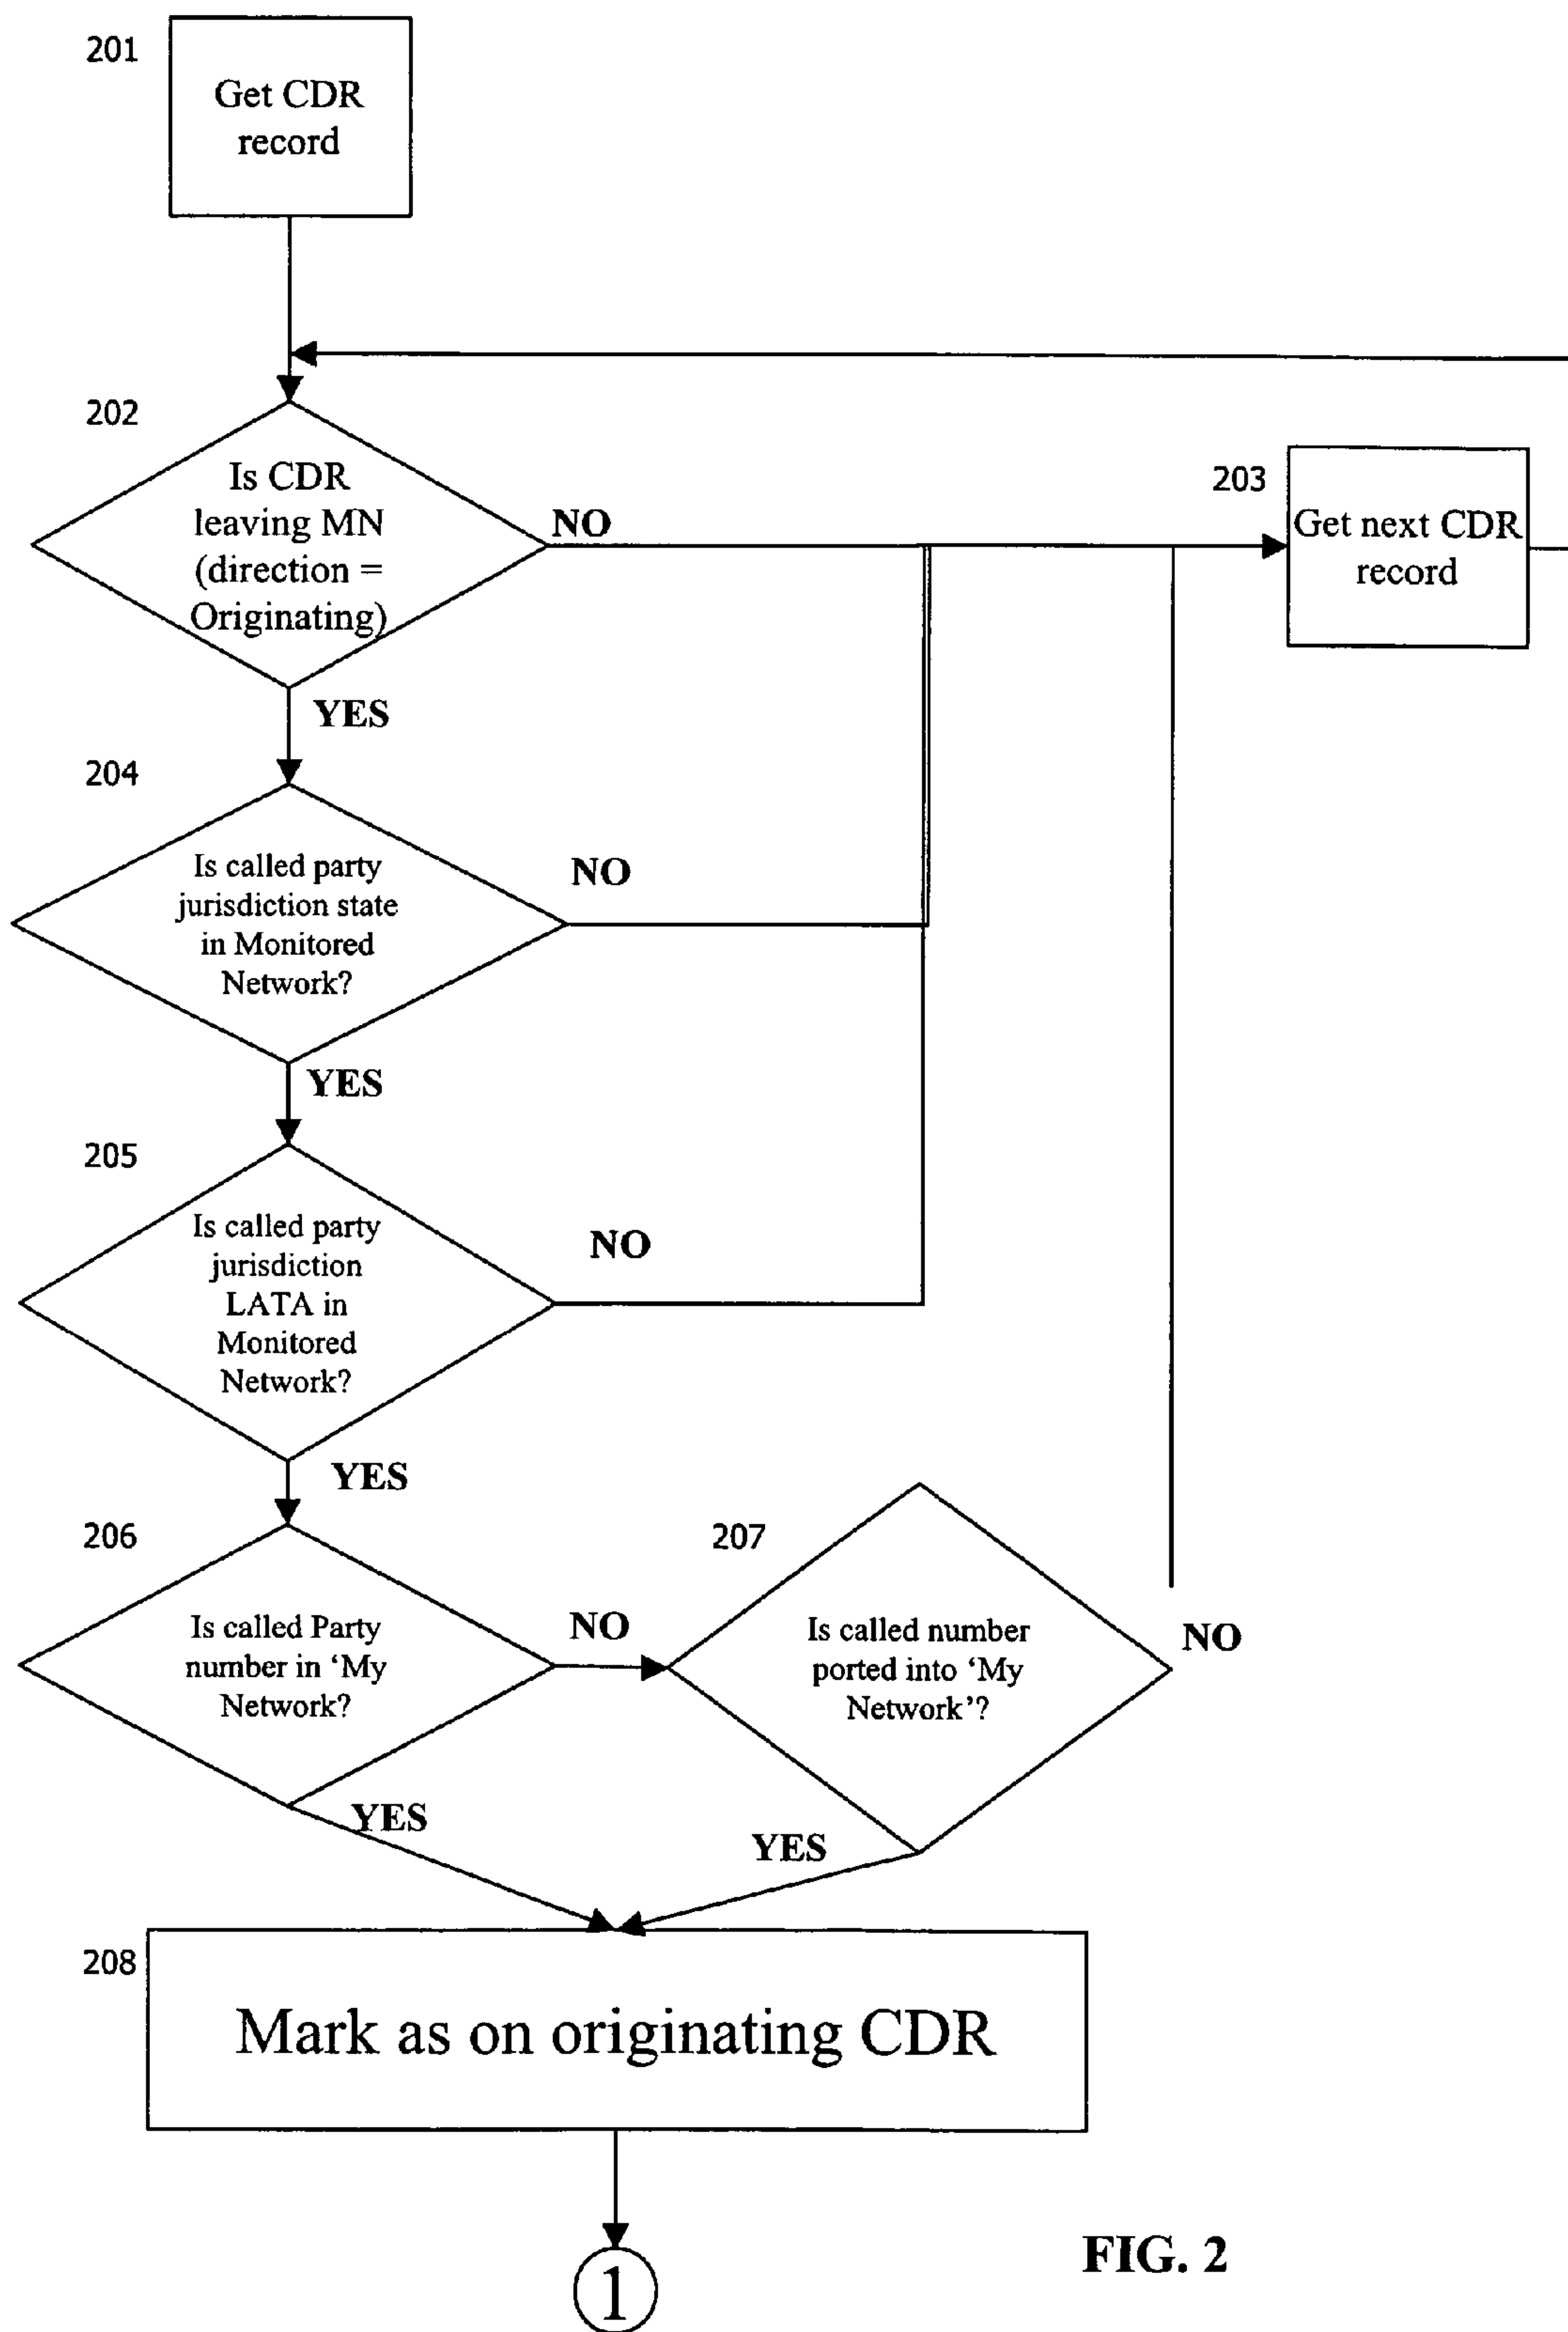 201
Get CDR
record
202
Is CDR
leaving MN
(direction =
Originating)
NO
203
Get next CDR
record
YES
204
Is called party
jurisdiction state
in Monitored
Network?
NO
YES
205
Is called party
jurisdiction
LATA in
Monitored
Network?
NO
YES
206
Is called Party
number in ‘My
Network?
NO
207
Is called number
ported into ‘My
Network’?
NO
YES
YES
208
Mark as on originating CDR
1
FIG. 2